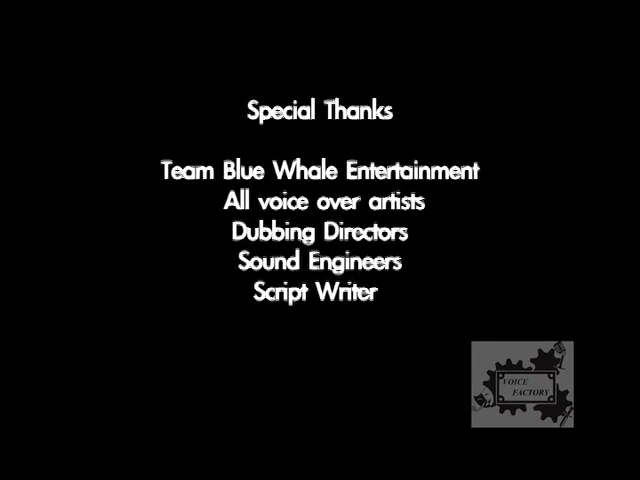 Special Thanks
Team Blue Whale Entertainment
All voice over artists
Dubbing Directors
Sound Engineers
Script Writer
VOICE
FACTORY